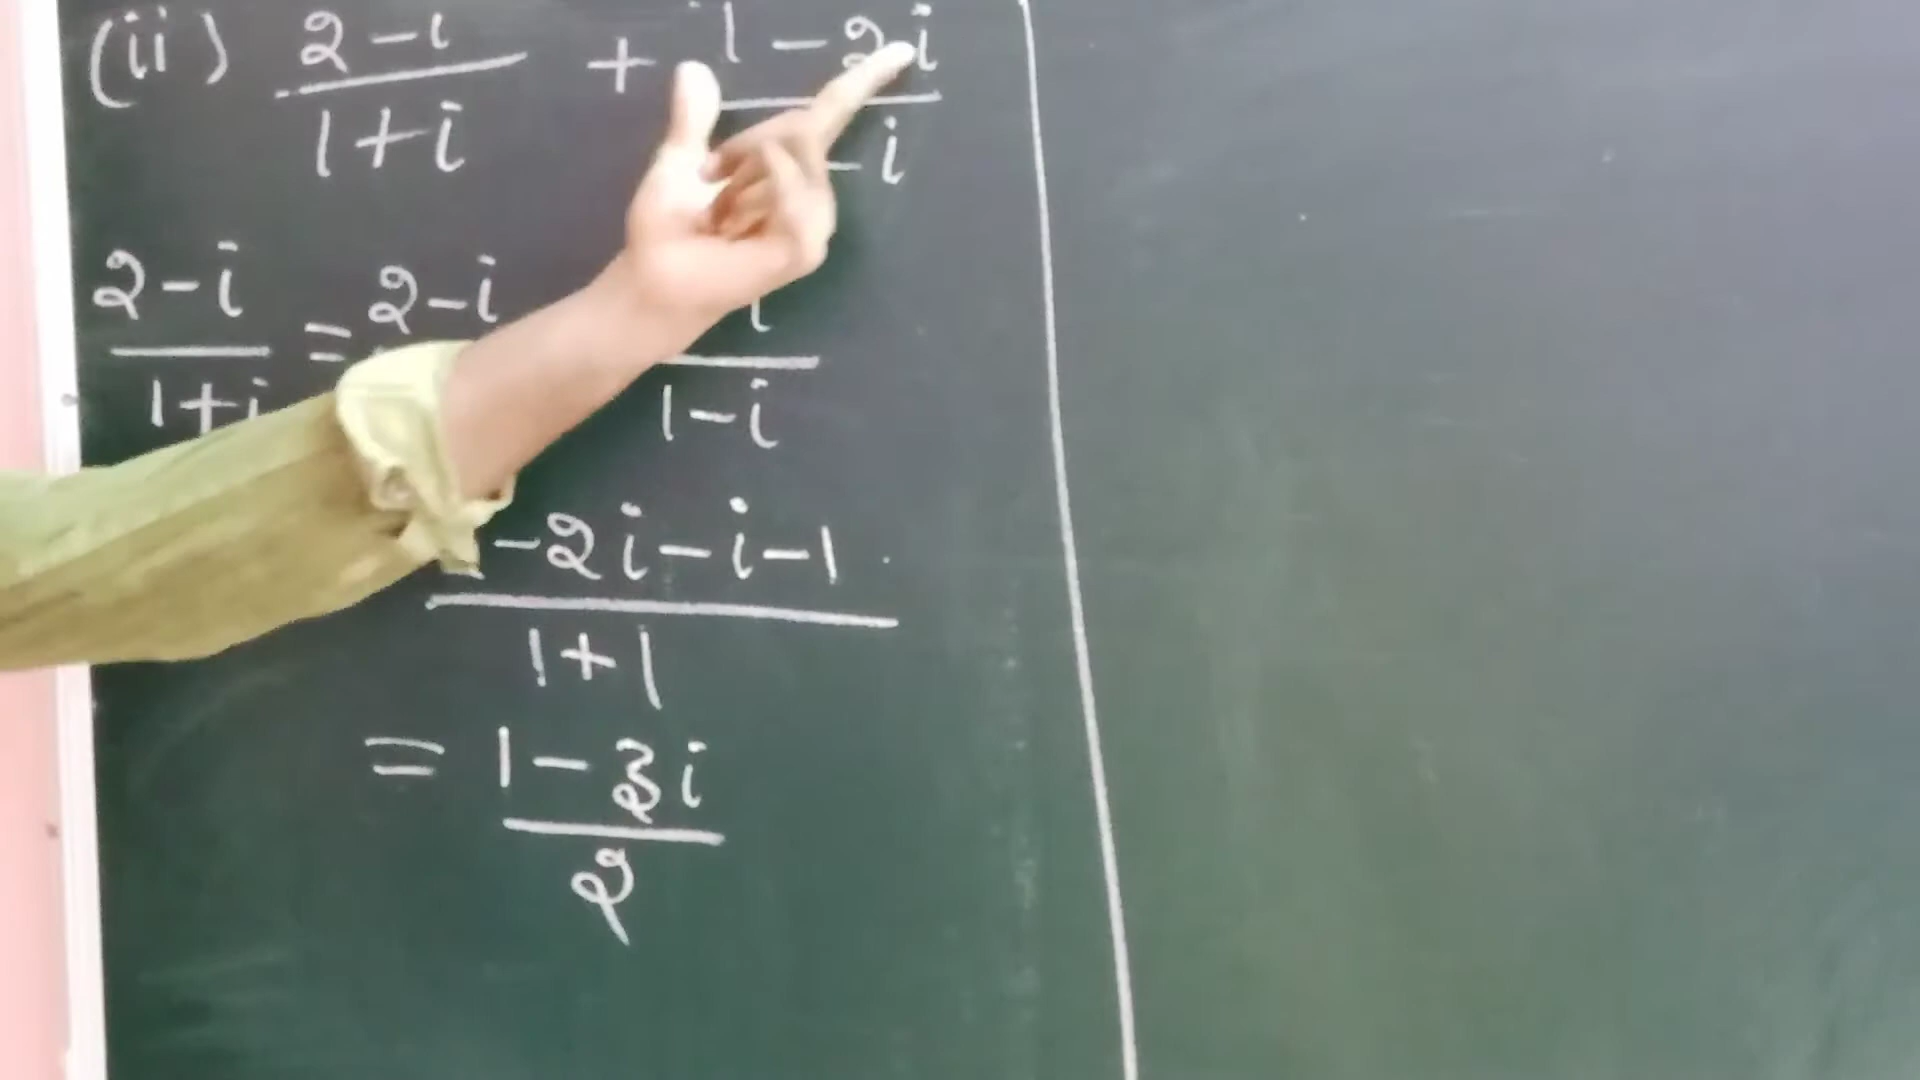 (ii) 2-i/1+i + 1-2i/-i
2-i/1+i = 2-i i/1-i
-2i-i-1/1+1
= 1-3i/2